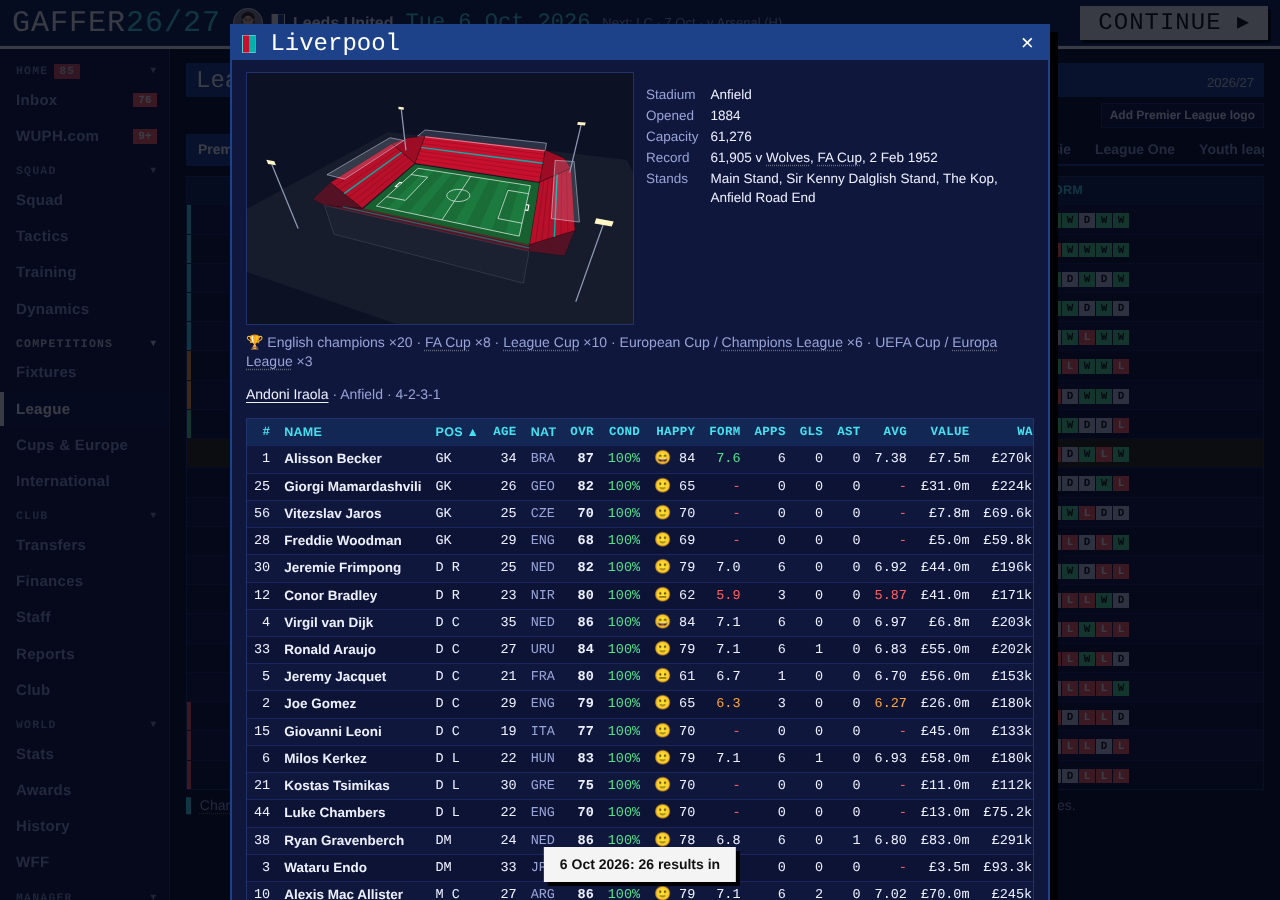 GAFFER26/27 Leeds United Tue 6 Oct 2026 Next: LC · 7 Oct · v Arsenal (H) CONTINUE ▶
Liverpool ✕
HOME BS ▼
Inbox 76
WUPH.com 9+
SQUAD ▼
Squad
Tactics
Training
Dynamics
COMPETITIONS ▼
Fixtures
League
Cups & Europe
International
CLUB ▼
Transfers
Finances
Staff
Reports
Club
WORLD ▼
Stats
Awards
History
WFF
MANAGER
2026/27
Add Premier League logo
League One Youth leag
Stadium Anfield
Opened 1884
Capacity 61,276
Record 61,905 v Wolves, FA Cup, 2 Feb 1952
Stands Main Stand, Sir Kenny Dalglish Stand, The Kop,
Anfield Road End
🏆 English champions ×20 · FA Cup ×8 · League Cup ×10 · European Cup / Champions League ×6 · UEFA Cup / Europa
League ×3
Andoni Iraola · Anfield · 4-2-3-1
# NAME POS ▲ AGE NAT OVR COND HAPPY FORM APPS GLS AST AVG VALUE WA
1 Alisson Becker GK 34 BRA 87 100% 😄 84 7.6 6 0 0 7.38 £7.5m £270k
25 Giorgi Mamardashvili GK 26 GEO 82 100% 🙂 65 - 0 0 0 - £31.0m £224k
56 Vitezslav Jaros GK 25 CZE 70 100% 🙂 70 - 0 0 0 - £7.8m £69.6k
28 Freddie Woodman GK 29 ENG 68 100% 🙂 69 - 0 0 0 - £5.0m £59.8k
30 Jeremie Frimpong D R 25 NED 82 100% 🙂 79 7.0 6 0 0 6.92 £44.0m £196k
12 Conor Bradley D R 23 NIR 80 100% 😐 62 5.9 3 0 0 5.87 £41.0m £171k
4 Virgil van Dijk D C 35 NED 86 100% 😄 84 7.1 6 0 0 6.97 £6.8m £203k
33 Ronald Araujo D C 27 URU 84 100% 🙂 79 7.1 6 1 0 6.83 £55.0m £202k
5 Jeremy Jacquet D C 21 FRA 80 100% 😐 61 6.7 1 0 0 6.70 £56.0m £153k
2 Joe Gomez D C 29 ENG 79 100% 🙂 65 6.3 3 0 0 6.27 £26.0m £180k
15 Giovanni Leoni D C 19 ITA 77 100% 🙂 70 - 0 0 0 - £45.0m £133k
6 Milos Kerkez D L 22 HUN 83 100% 🙂 79 7.1 6 1 0 6.93 £58.0m £180k
21 Kostas Tsimikas D L 30 GRE 75 100% 🙂 70 - 0 0 0 - £11.0m £112k
44 Luke Chambers D L 22 ENG 70 100% 🙂 70 - 0 0 0 - £13.0m £75.2k
38 Ryan Gravenberch DM 24 NED 86 100% 🙂 78 6.8 6 0 1 6.80 £83.0m £291k
3 Wataru Endo DM 33 0 0 - £3.5m £93.3k
10 Alexis Mac Allister M C 27 ARG 86 100% 🙂 79 7.1 6 2 0 7.02 £70.0m £245k
6 Oct 2026: 26 results in